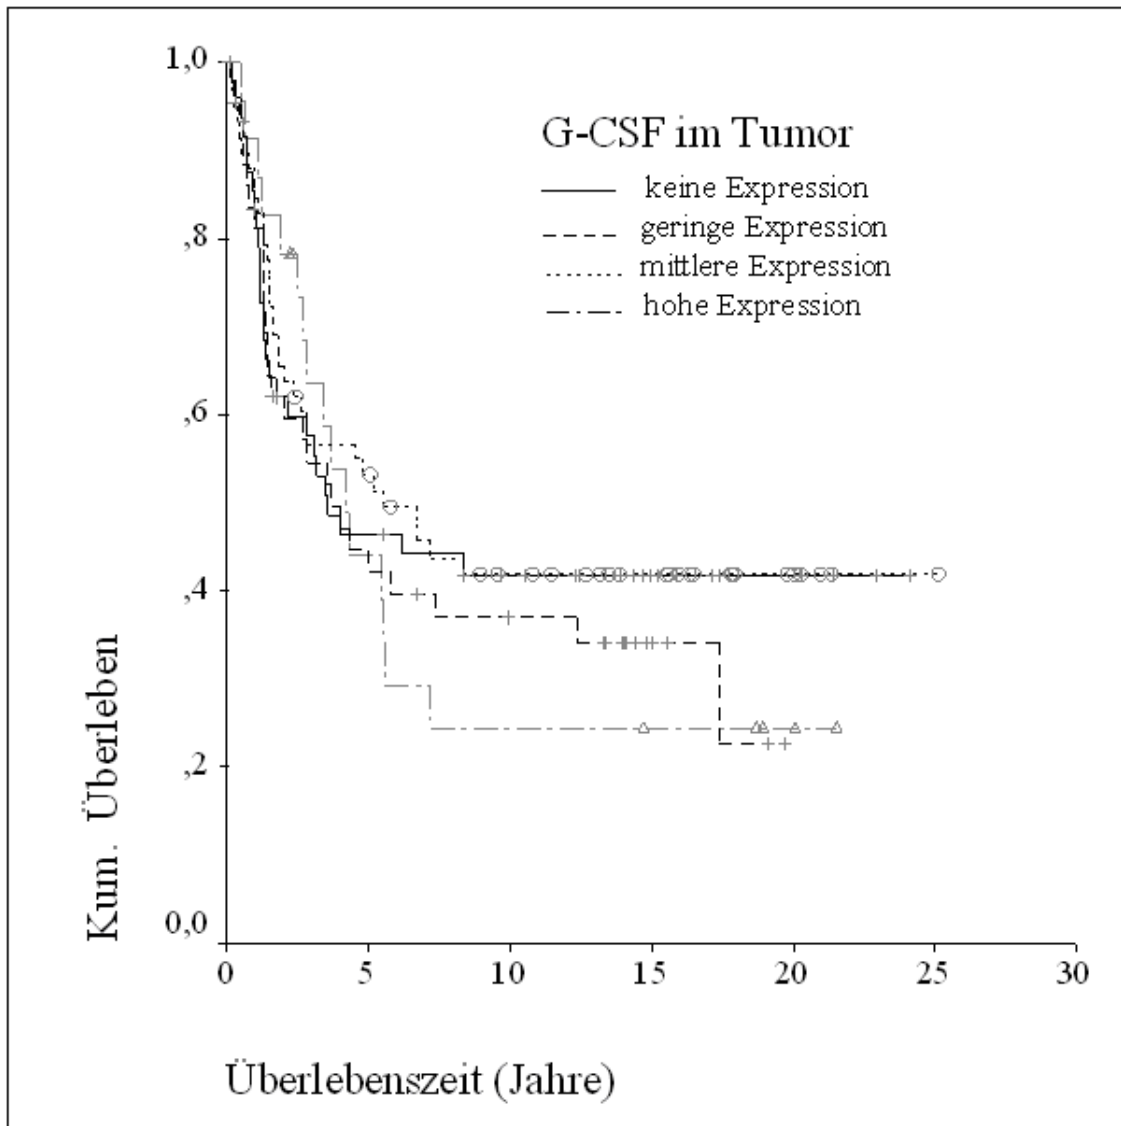 1,0
,8
,6
,4
,2
0,0
Kum. Überleben
G-CSF im Tumor
keine Expression
geringe Expression
mittlere Expression
hohe Expression
0 5 10 15 20 25 30
Überlebenszeit (Jahre)